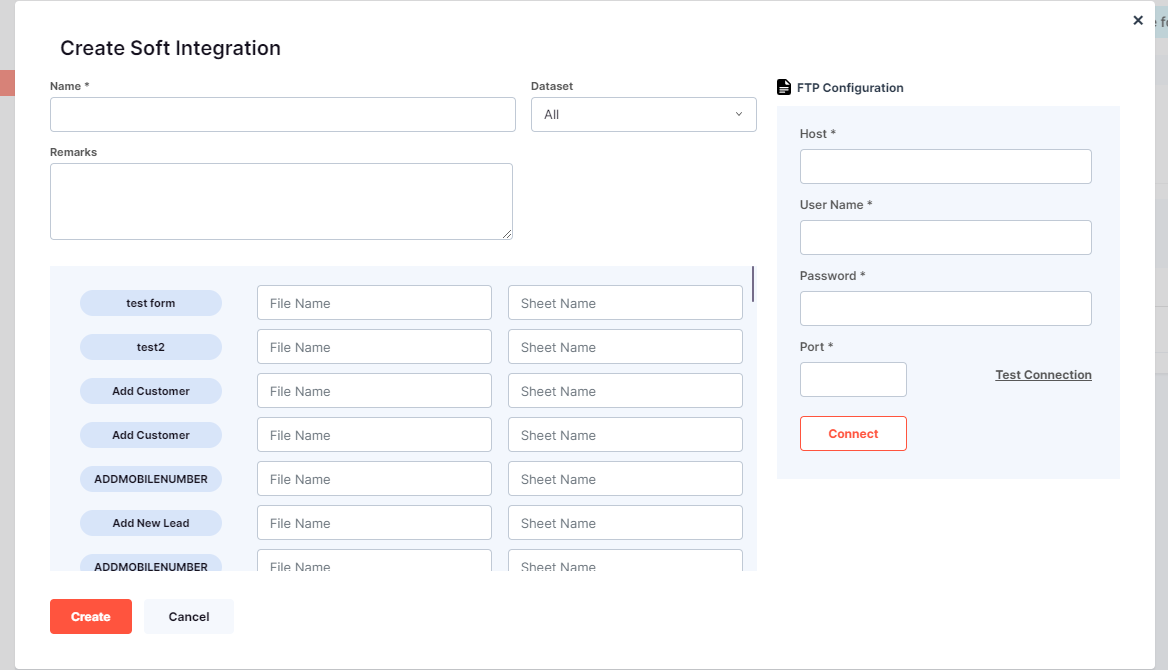 Create Soft Integration
Name *
Dataset
All
Remarks
test form File Name Sheet Name
test2 File Name Sheet Name
Add Customer File Name Sheet Name
Add Customer File Name Sheet Name
ADDMOBILENUMBER File Name Sheet Name
Add New Lead File Name Sheet Name
ADDMOBILENUMBER File Name Sheet Name
Create Cancel
FTP Configuration
Host *
User Name *
Password *
Port *
Test Connection
Connect